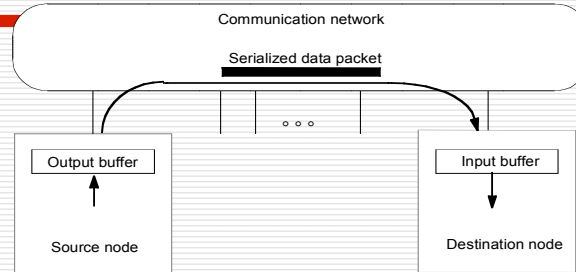 Communication network
Serialized data packet
Output buffer
Input buffer
Source node
Destination node